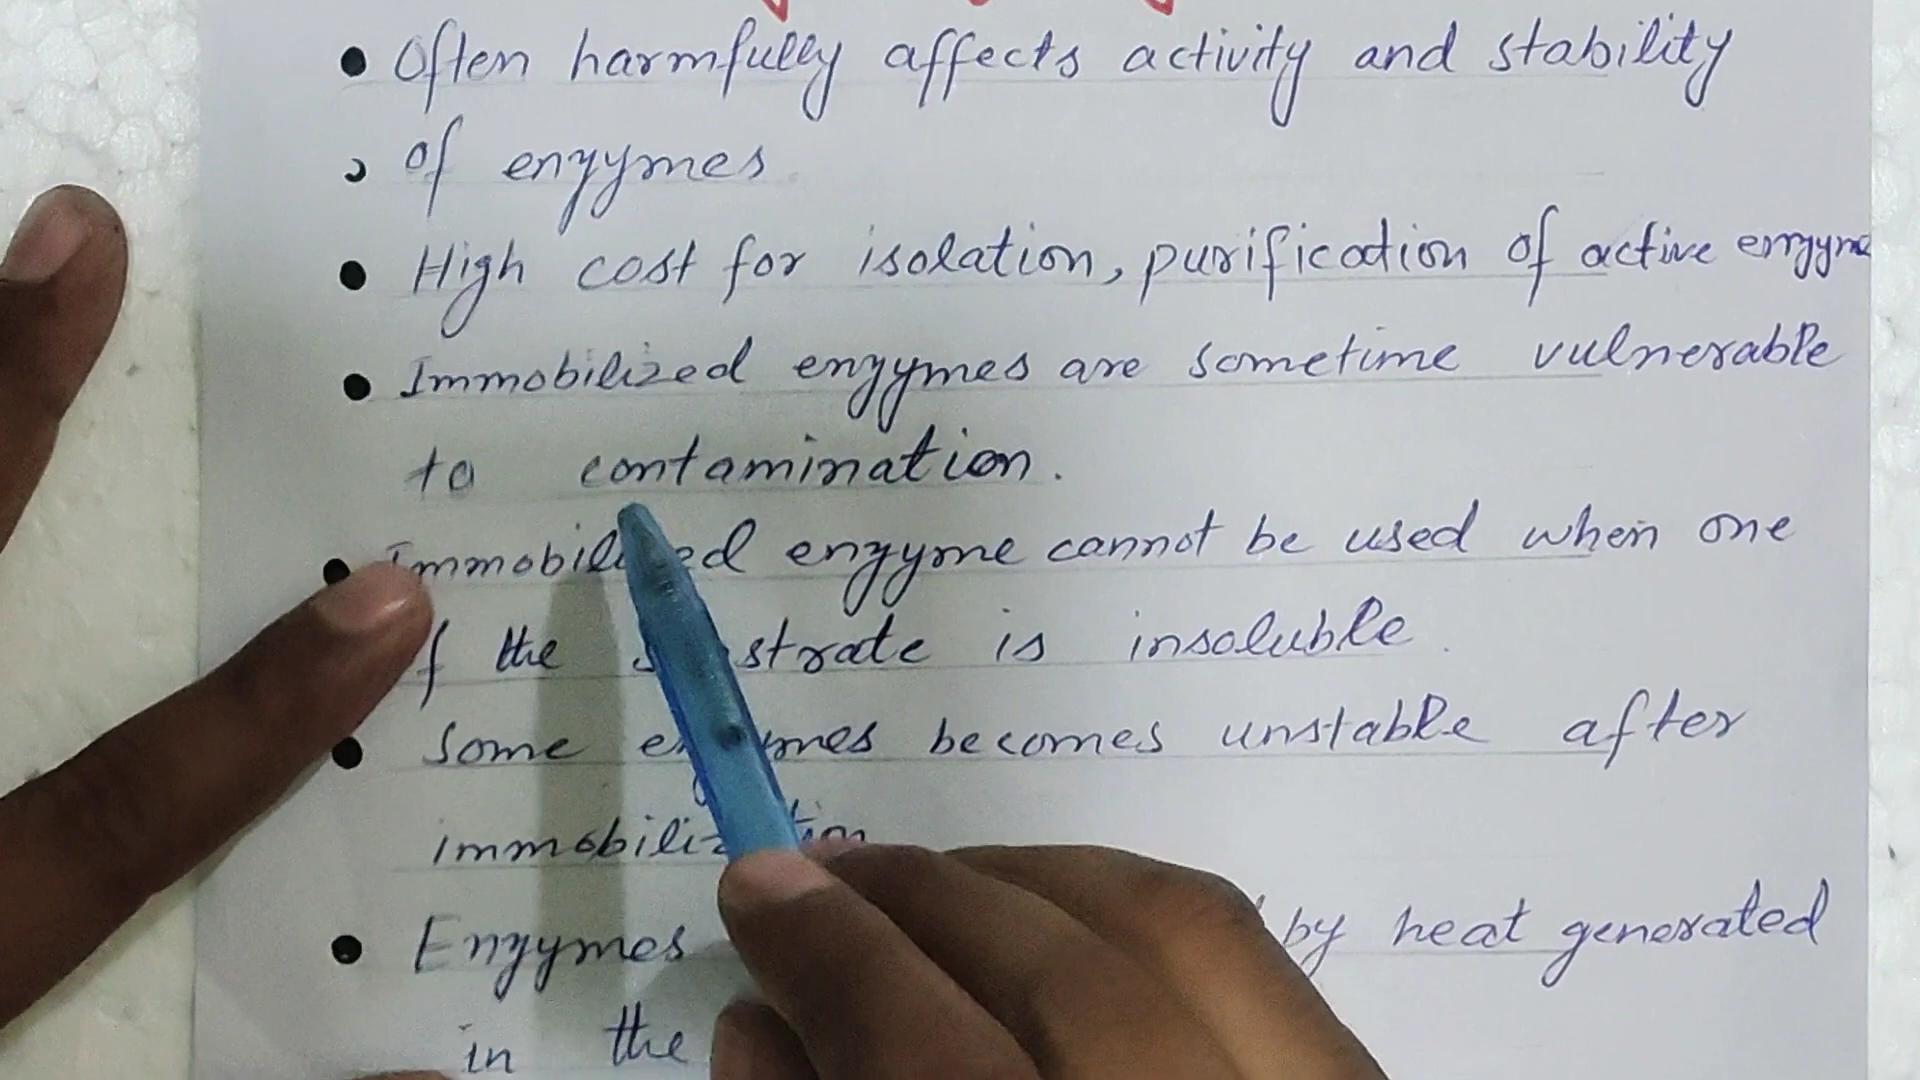 Often harmfully affects activity and stability
of enzymes
High cost for isolation, purification of active enzyme
Immobilized enzymes are sometime vulnerable
to contamination.
enzyme cannot be used when one
the is insoluble.
Some becomes unstable after
Enzymes by heat generated
in the